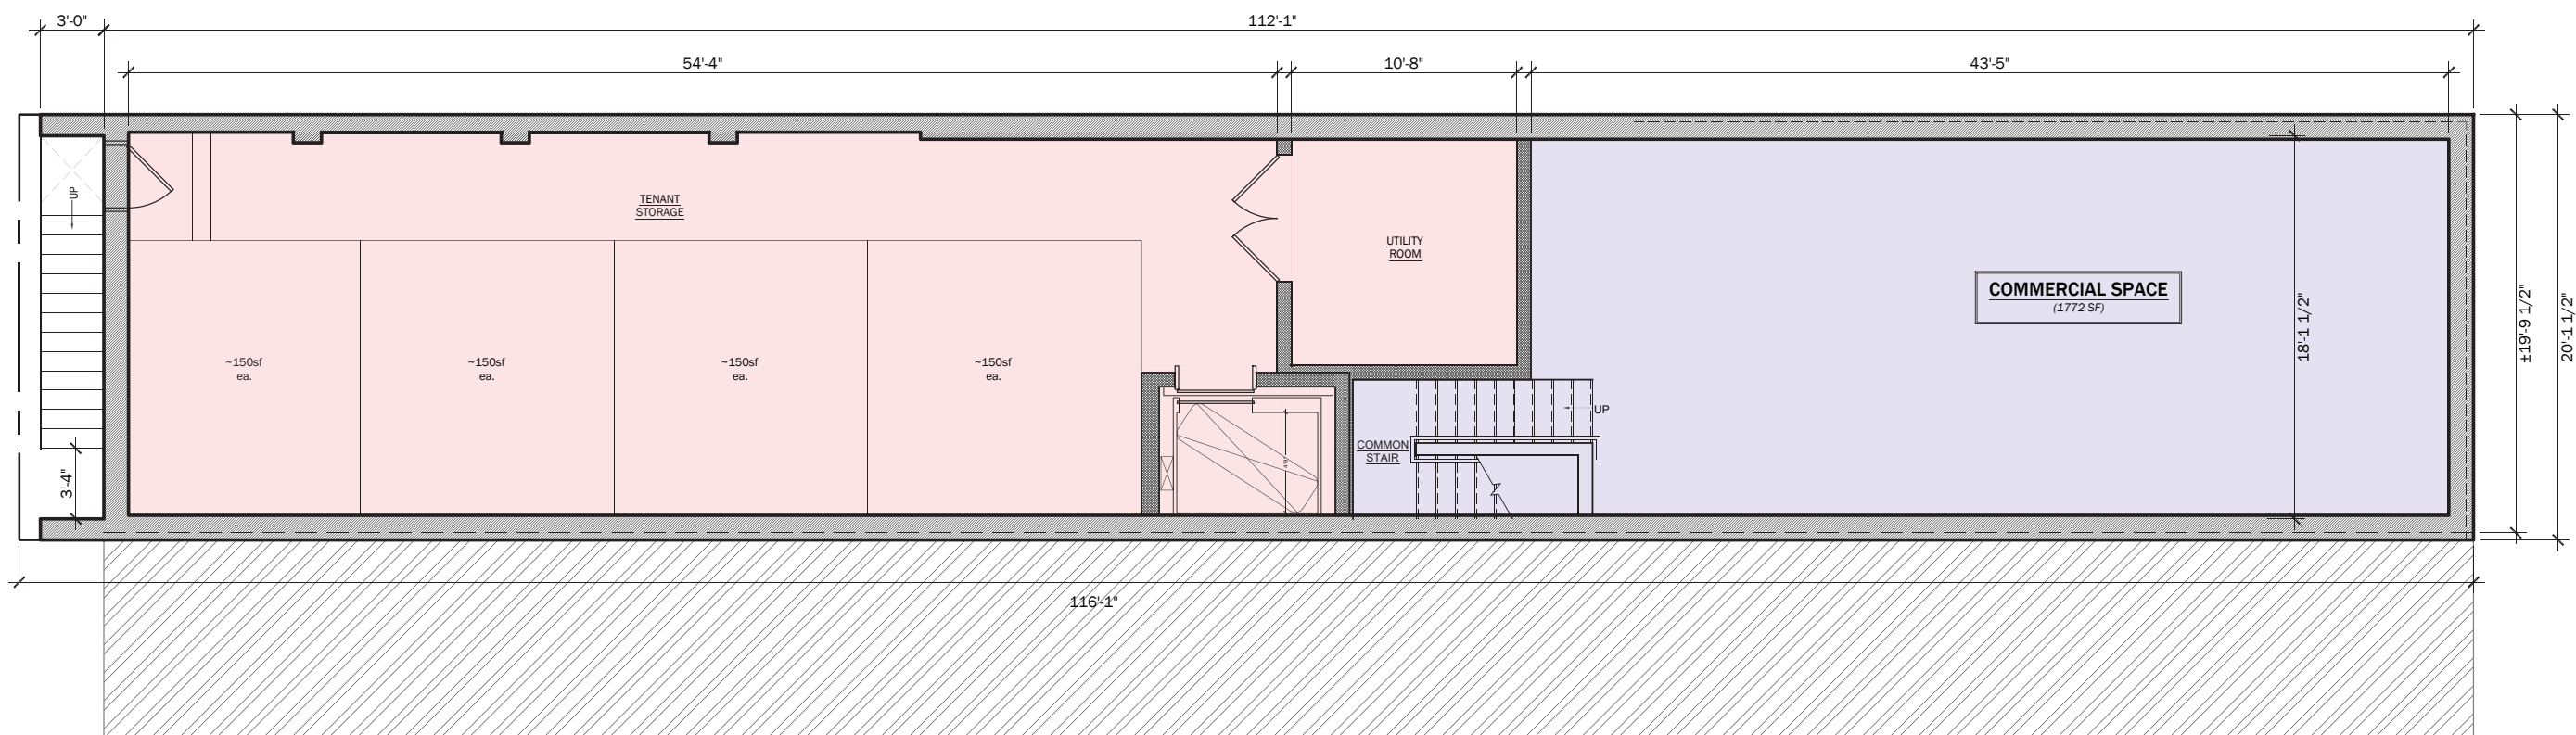 3'-0"
112'-1"
54'-4"
10'-8"
43'-5"
UP
TENANT
STORAGE
UTILITY
ROOM
COMMERCIAL SPACE
(1772 SF)
18'-1 1/2"
±19'-9 1/2"
20'-1 1/2"
~150sf
ea.
~150sf
ea.
~150sf
ea.
~150sf
ea.
UP
COMMON
STAIR
3'-4"
116'-1"